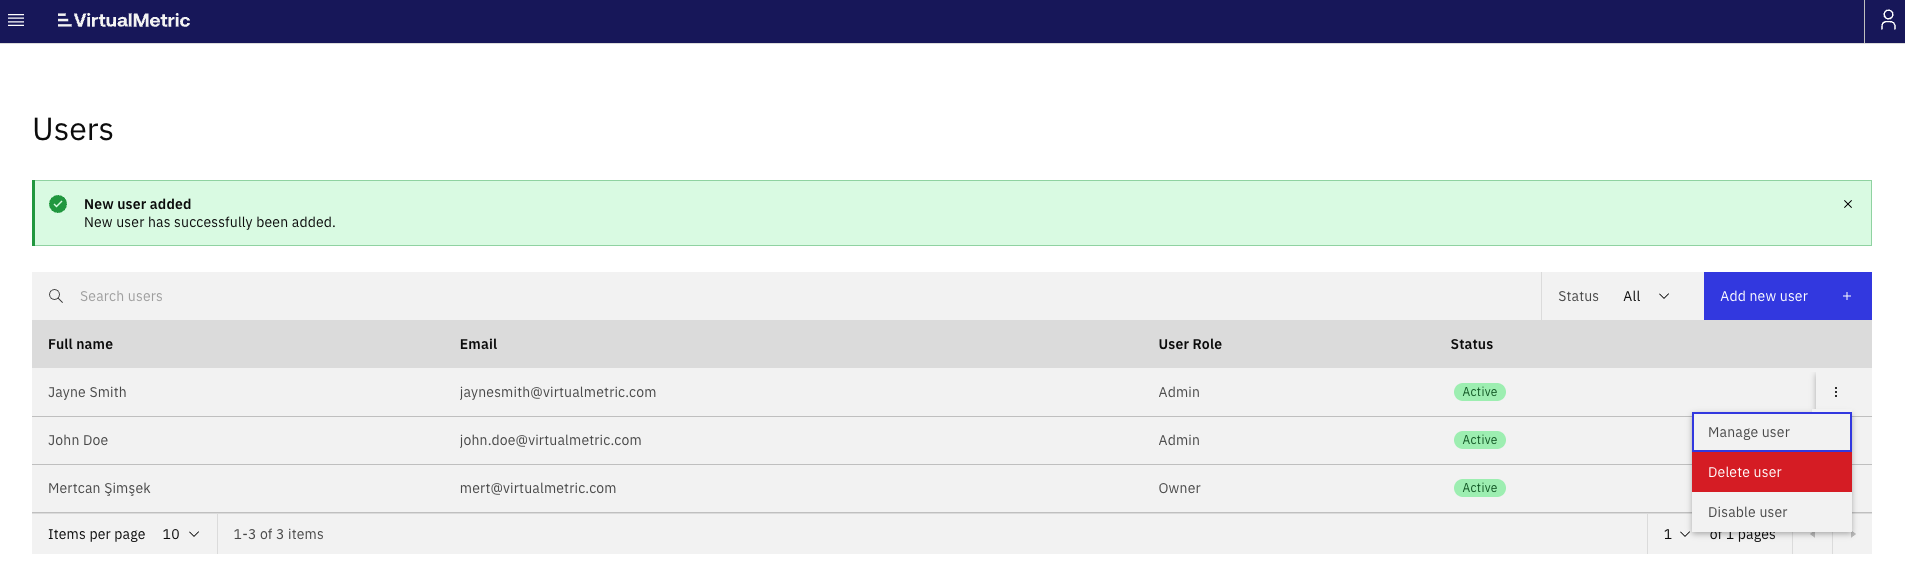 VirtualMetric
Users
New user added
New user has successfully been added.
Search users
Status All
Add new user +
Full name Email User Role Status
Jayne Smith jaynesmith@virtualmetric.com Admin Active
John Doe john.doe@virtualmetric.com Admin Active
Mertcan Şimşek mert@virtualmetric.com Owner Active
Manage user
Delete user
Disable user
Items per page 10 1-3 of 3 items 1 of 1 pages